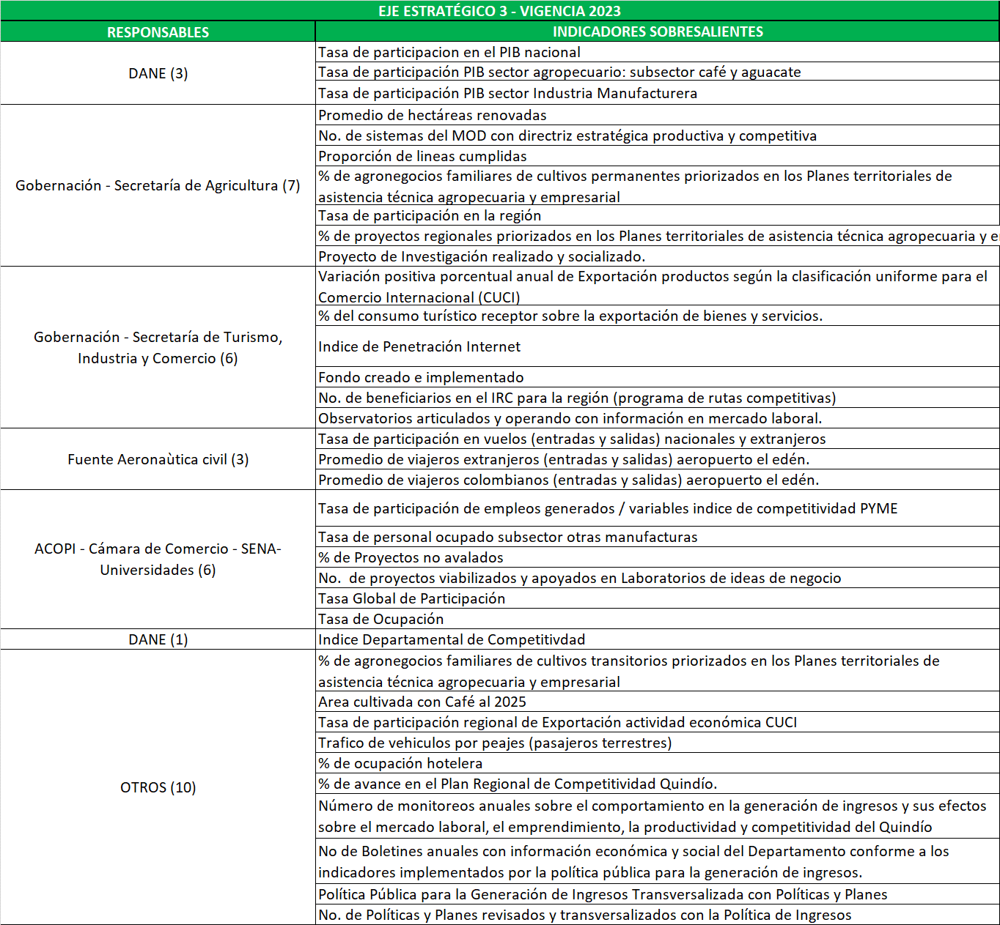 EJE ESTRATÉGICO 3 - VIGENCIA 2023
RESPONSABLES
INDICADORES SOBRESALIENTES
DANE (3)
Tasa de participacion en el PIB nacional
Tasa de participación PIB sector agropecuario: subsector café y aguacate
Tasa de participación PIB sector Industria Manufacturera
Gobernación - Secretaría de Agricultura (7)
Promedio de hectáreas renovadas
No. de sistemas del MOD con directriz estratégica productiva y competitiva
Proporción de lineas cumplidas
% de agronegocios familiares de cultivos permanentes priorizados en los Planes territoriales de
asistencia técnica agropecuaria y empresarial
Tasa de participación en la región
% de proyectos regionales priorizados en los Planes territoriales de asistencia técnica agropecuaria y
Proyecto de Investigación realizado y socializado.
Gobernación - Secretaría de Turismo,
Industria y Comercio (6)
Variación positiva porcentual anual de Exportación productos según la clasificación uniforme para el
Comercio Internacional (CUCI)
% del consumo turístico receptor sobre la exportación de bienes y servicios.
Indice de Penetración Internet
Fondo creado e implementado
No. de beneficiarios en el IRC para la región (programa de rutas competitivas)
Observatorios articulados y operando con información en mercado laboral.
Fuente Aeronaùtica civil (3)
Tasa de participación en vuelos (entradas y salidas) nacionales y extranjeros
Promedio de viajeros extranjeros (entradas y salidas) aeropuerto el edén.
Promedio de viajeros colombianos (entradas y salidas) aeropuerto el edén.
ACOPI - Cámara de Comercio - SENA-
Universidades (6)
Tasa de participación de empleos generados / variables indice de competitividad PYME
Tasa de personal ocupado subsector otras manufacturas
% de Proyectos no avalados
No.  de proyectos viabilizados y apoyados en Laboratorios de ideas de negocio
Tasa Global de Participación
Tasa de Ocupación
DANE (1)
Indice Departamental de Competitivdad
OTROS (10)
% de agronegocios familiares de cultivos transitorios priorizados en los Planes territoriales de
asistencia técnica agropecuaria y empresarial
Area cultivada con Café al 2025
Tasa de participación regional de Exportación actividad económica CUCI
Trafico de vehiculos por peajes (pasajeros terrestres)
% de ocupación hotelera
% de avance en el Plan Regional de Competitividad Quindío.
Número de monitoreos anuales sobre el comportamiento en la generación de ingresos y sus efectos
sobre el mercado laboral, el emprendimiento, la productividad y competitividad del Quindío
No de Boletines anuales con información económica y social del Departamento conforme a los
indicadores implementados por la política pública para la generación de ingresos.
Política Pública para la Generación de Ingresos Transversalizada con Políticas y Planes
No. de Políticas y Planes revisados y transversalizados con la Política de Ingresos